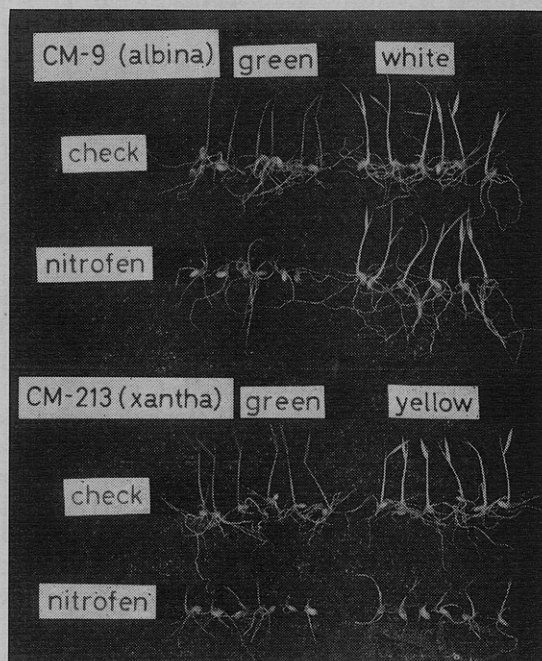 CM-9 (albina) green white
check
nitrofen
CM-213 (xantha) green yellow
check
nitrofen